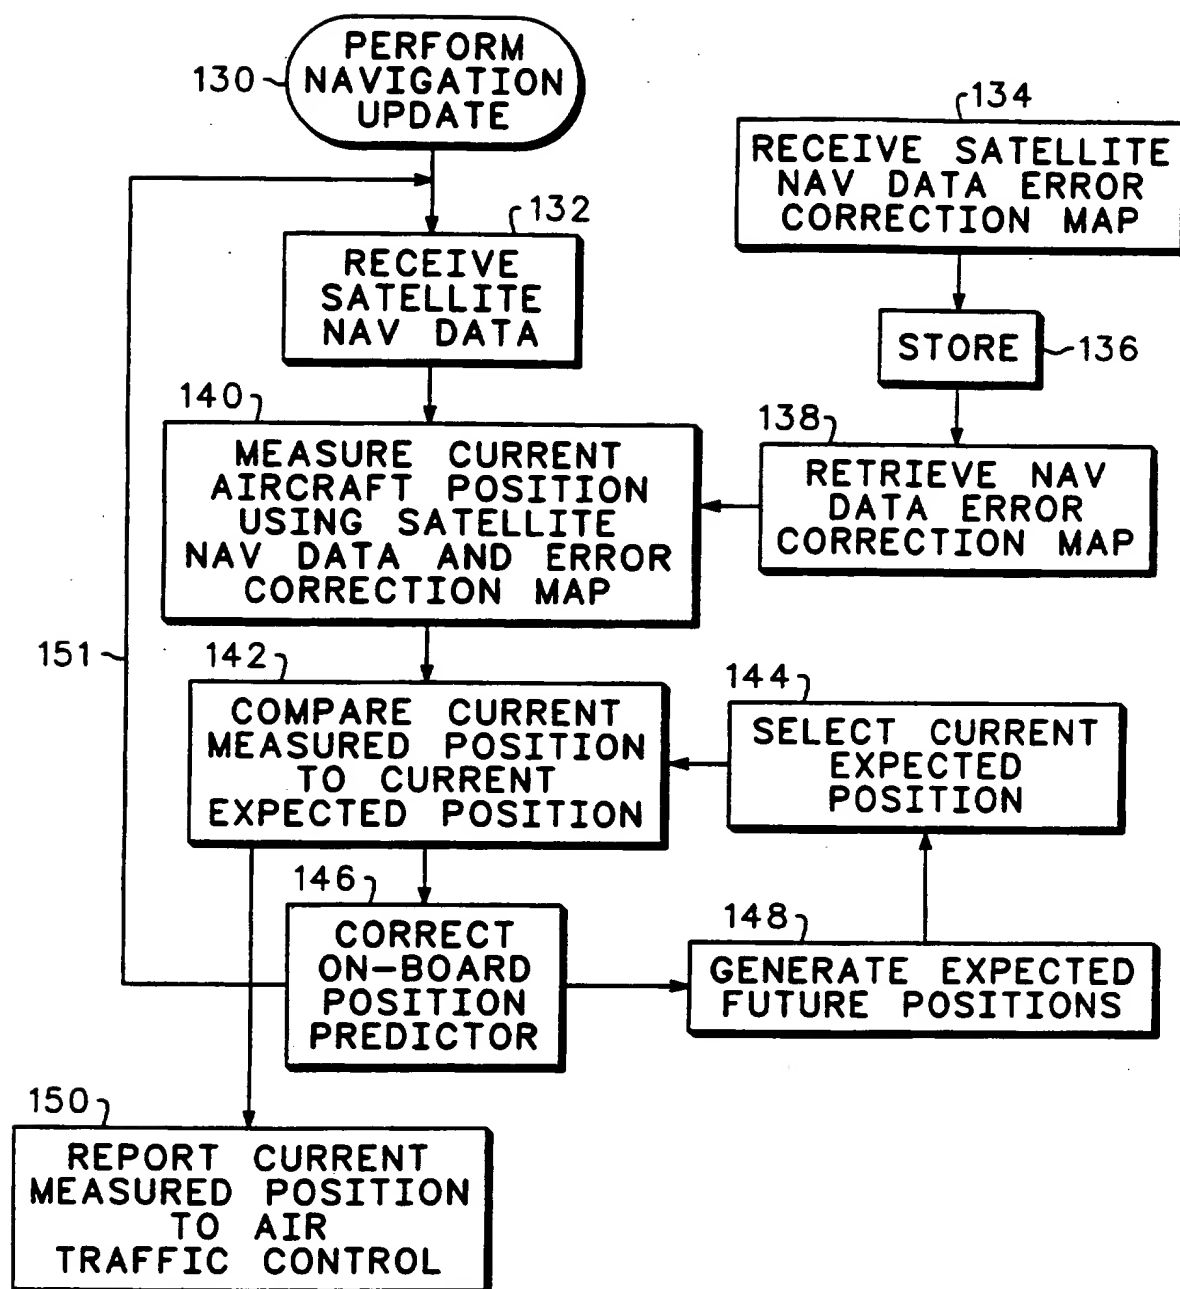 PERFORM
NAVIGATION
UPDATE
130
134
RECEIVE SATELLITE
NAV DATA ERROR
CORRECTION MAP
132
RECEIVE
SATELLITE
NAV DATA
STORE
136
140
MEASURE CURRENT
AIRCRAFT POSITION
USING SATELLITE
NAV DATA AND ERROR
CORRECTION MAP
138
RETRIEVE NAV
DATA ERROR
CORRECTION MAP
151
142
COMPARE CURRENT
MEASURED POSITION
TO CURRENT
EXPECTED POSITION
144
SELECT CURRENT
EXPECTED
POSITION
146
CORRECT
ON-BOARD
POSITION
PREDICTOR
148
GENERATE EXPECTED
FUTURE POSITIONS
150
REPORT CURRENT
MEASURED POSITION
TO AIR
TRAFFIC CONTROL